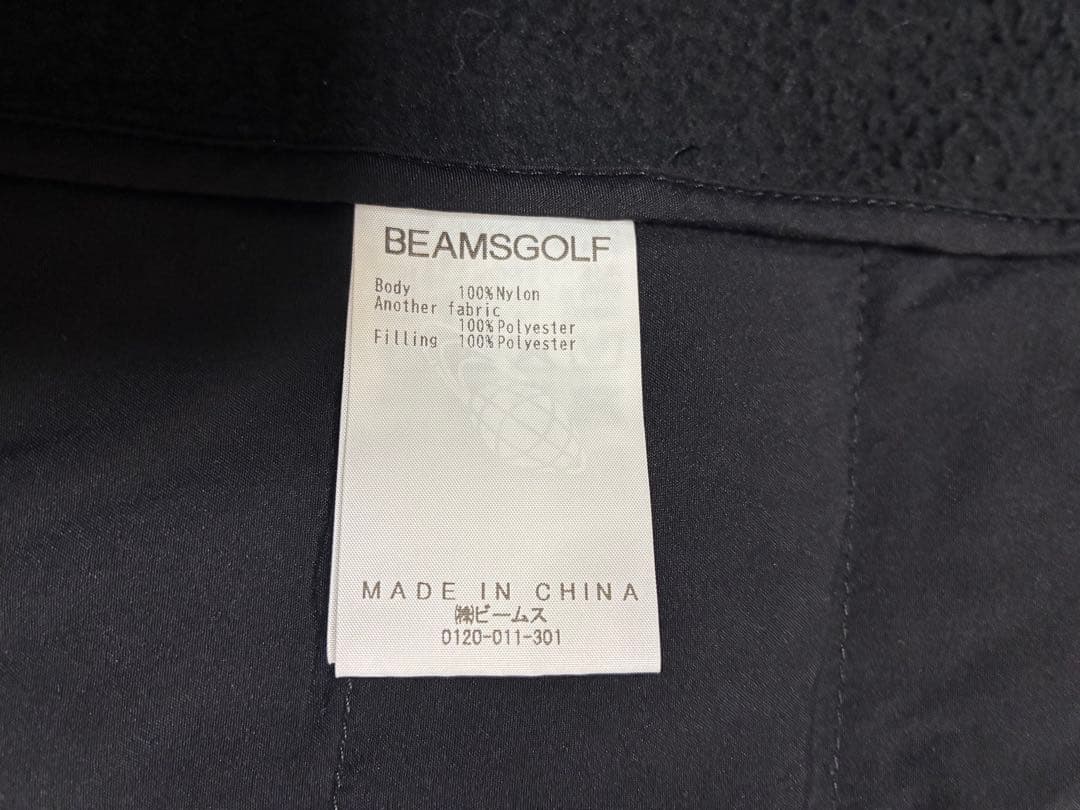 BEAMSGOLF
Body 100%Nylon
Another fabric
100%Polyester
Filling 100%Polyester
MADE IN CHINA
㈱ビームス
0120-011-301